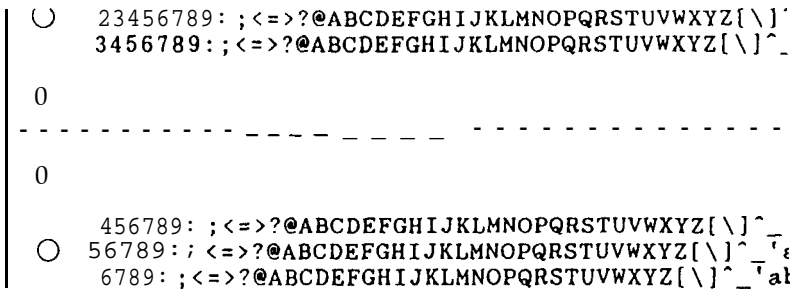 23456789:;<=>?@ABCDEFGHIJKLMNOPQRSTUVWXYZ[\]
3456789:;<=>?@ABCDEFGHIJKLMNOPQRSTUVWXYZ[\]^_
0
- - - - - - - - - - - - - - - - - - - - - - - - - - - - - - - - - -
0
456789:;<=>?@ABCDEFGHIJKLMNOPQRSTUVWXYZ[\]^_
56789:;<=>?@ABCDEFGHIJKLMNOPQRSTUVWXYZ[\]^_'a
6789:;<=>?@ABCDEFGHIJKLMNOPQRSTUVWXYZ[\]^_'ab